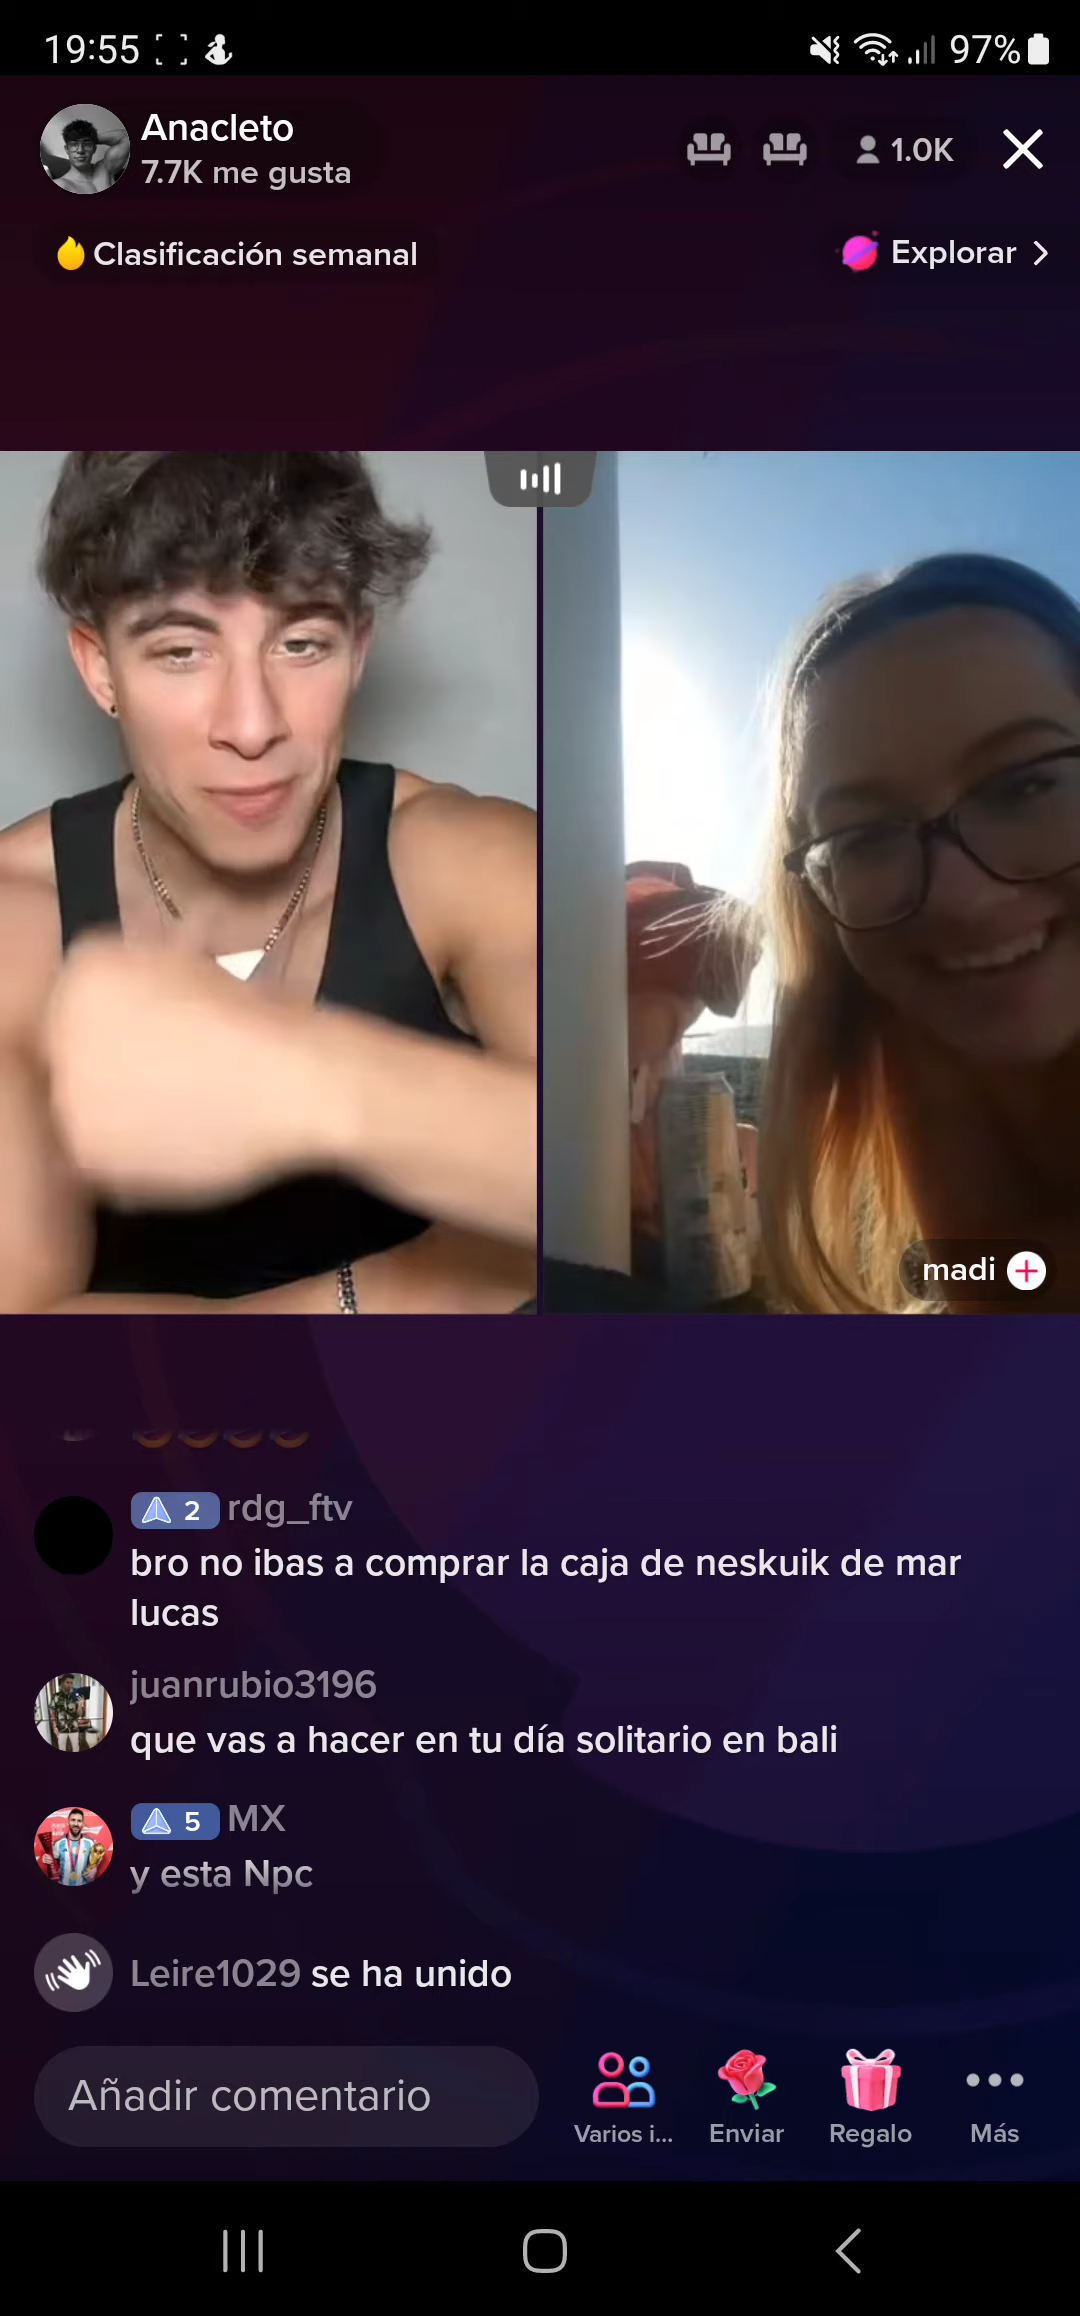 19:55
97%
Anacleto
7.7K me gusta
1.0K
Clasificación semanal
Explorar
madi
2 rdg_ftv
bro no ibas a comprar la caja de neskuik de mar
lucas
juanrubio3196
que vas a hacer en tu día solitario en bali
5 MX
y esta Npc
Leire1029 se ha unido
Añadir comentario
Varios i...
Enviar
Regalo
Más